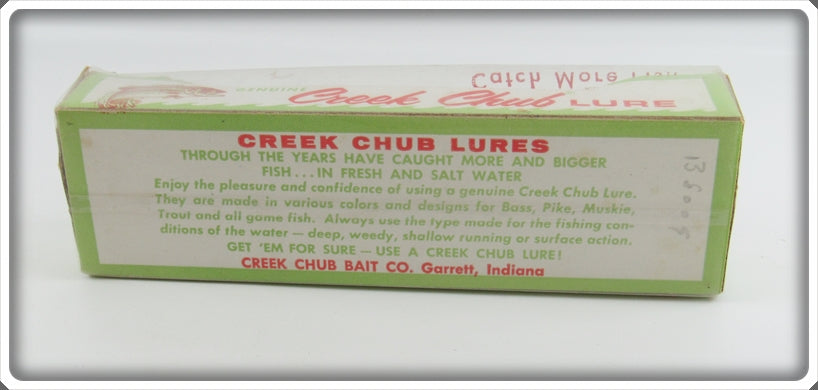 Catch More Fish
GENUINE Creek Chub LURE
CREEK CHUB LURES
THROUGH THE YEARS HAVE CAUGHT MORE AND BIGGER
FISH...IN FRESH AND SALT WATER
Enjoy the pleasure and confidence of using a genuine Creek Chub Lure.
They are made in various colors and designs for Bass, Pike, Muskie,
Trout and all game fish. Always use the type made for the fishing con-
ditions of the water — deep, weedy, shallow running or surface action.
GET 'EM FOR SURE — USE A CREEK CHUB LURE!
CREEK CHUB BAIT CO. Garrett, Indiana